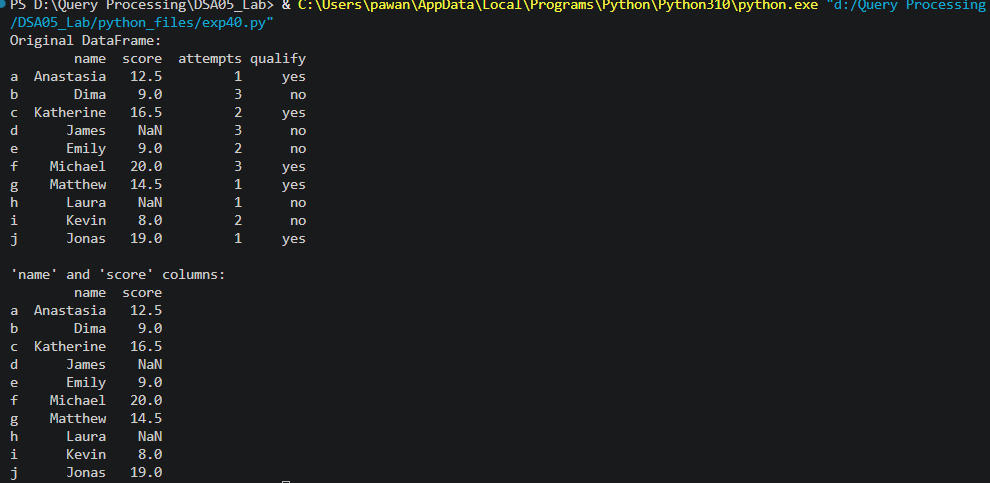 PS D:\Query Processing\DSA05_Lab> & C:\Users\pawan\AppData\Local\Programs\Python\Python310\python.exe "d:/Query Processing
/DSA05_Lab/python_files/exp40.py"
Original DataFrame:
        name  score  attempts qualify
a  Anastasia   12.5         1     yes
b       Dima    9.0         3      no
c  Katherine   16.5         2     yes
d      James    NaN         3      no
e      Emily    9.0         2      no
f    Michael   20.0         3     yes
g    Matthew   14.5         1     yes
h      Laura    NaN         1      no
i      Kevin    8.0         2      no
j      Jonas   19.0         1     yes
'name' and 'score' columns:
        name  score
a  Anastasia   12.5
b       Dima    9.0
c  Katherine   16.5
d      James    NaN
e      Emily    9.0
f    Michael   20.0
g    Matthew   14.5
h      Laura    NaN
i      Kevin    8.0
j      Jonas   19.0